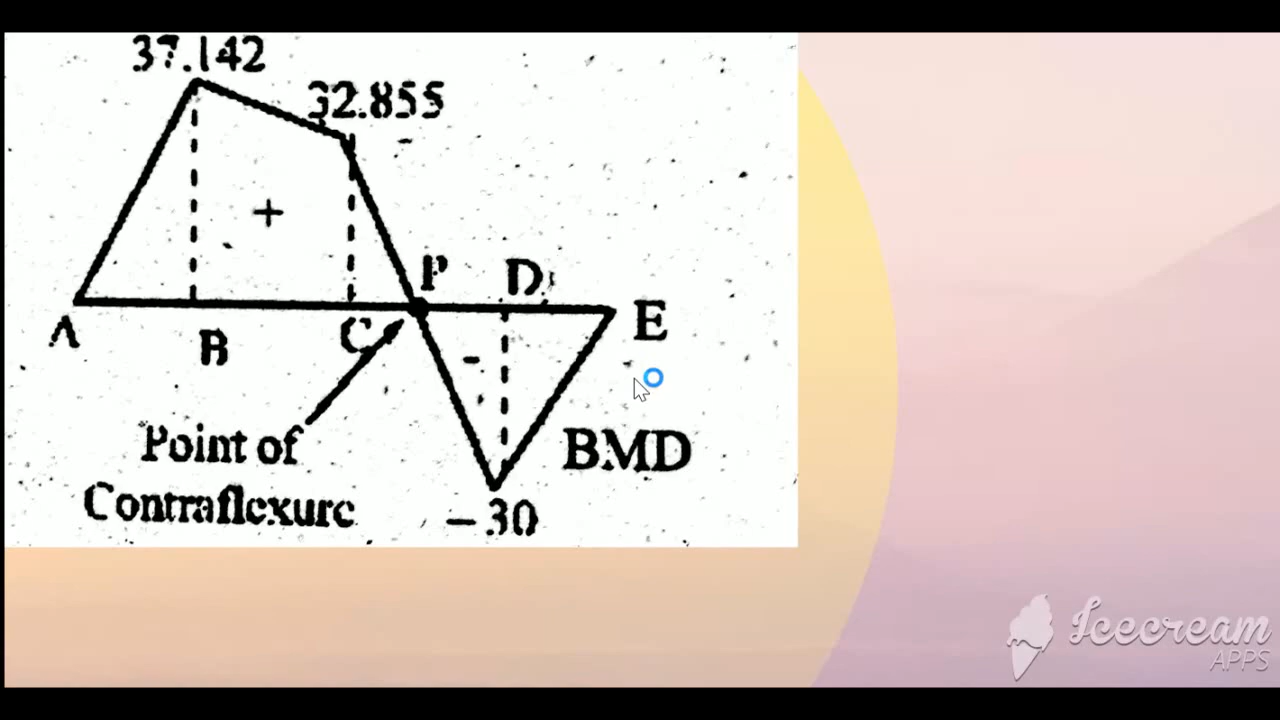 37.142
32.855
+
P
D
A
B
C
E
-
Point of
Contraflexure
BMD
-30
Icecream
APPS